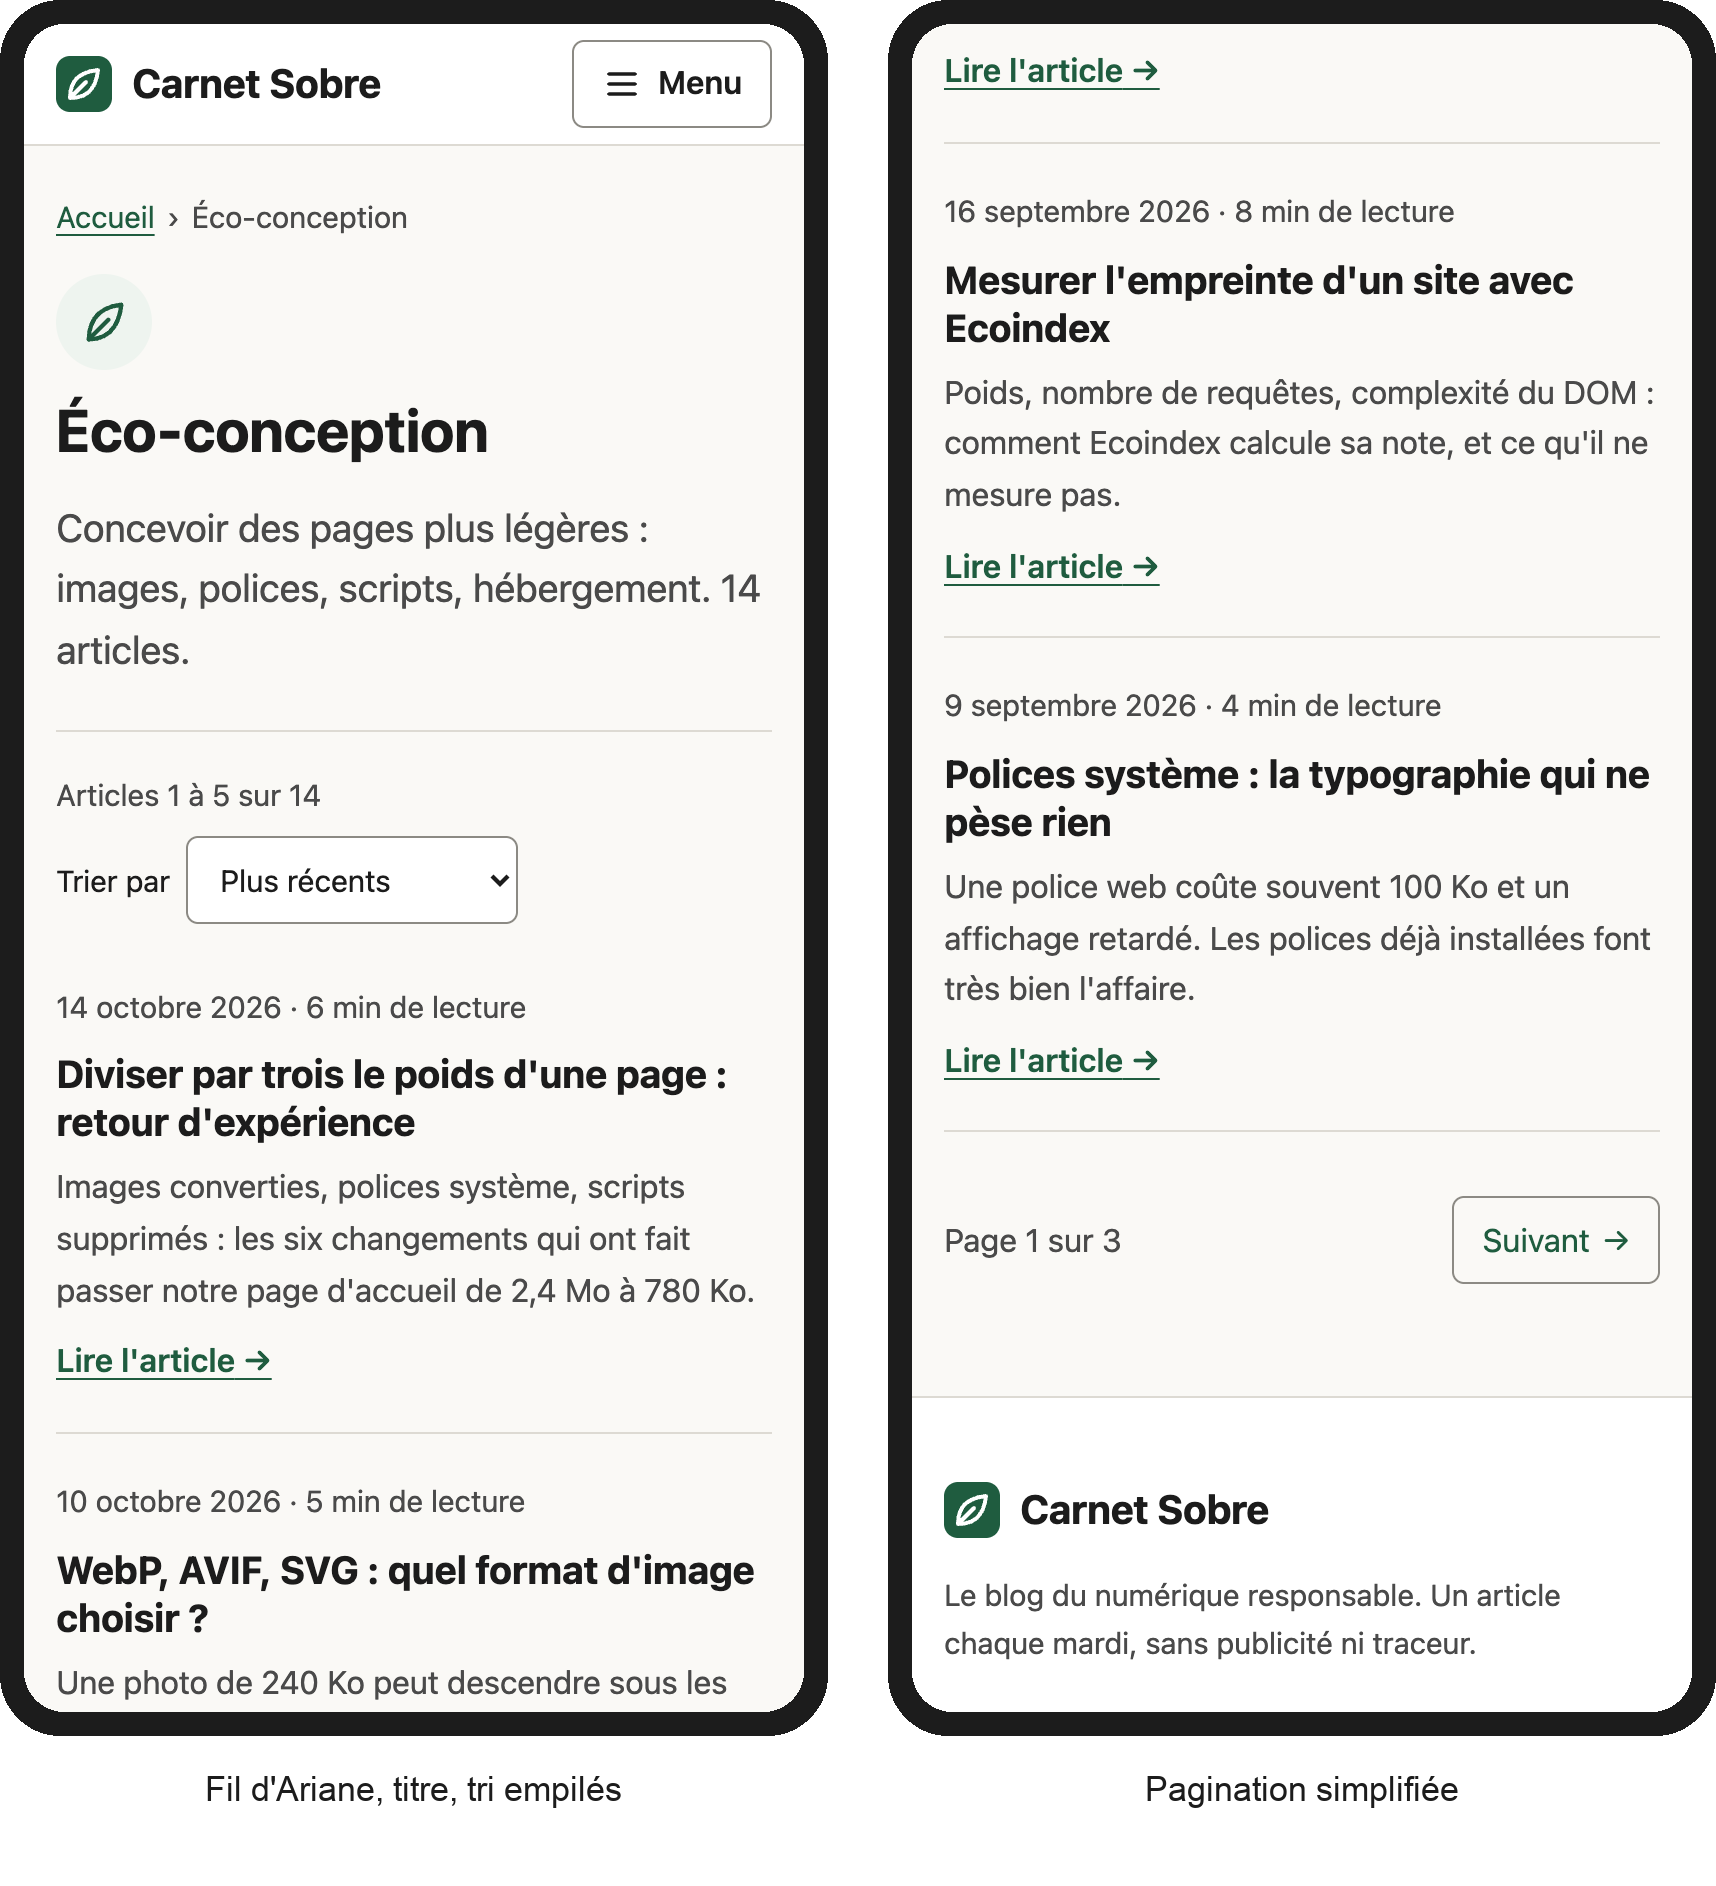 Carnet Sobre
Menu
Accueil › Éco-conception
Éco-conception
Concevoir des pages plus légères :
images, polices, scripts, hébergement. 14
articles.
Articles 1 à 5 sur 14
Trier par
Plus récents
14 octobre 2026 · 6 min de lecture
Diviser par trois le poids d'une page :
retour d'expérience
Images converties, polices système, scripts
supprimés : les six changements qui ont fait
passer notre page d'accueil de 2,4 Mo à 780 Ko.
Lire l'article →
10 octobre 2026 · 5 min de lecture
WebP, AVIF, SVG : quel format d'image
choisir ?
Une photo de 240 Ko peut descendre sous les
Fil d'Ariane, titre, tri empilés
Lire l'article →
16 septembre 2026 · 8 min de lecture
Mesurer l'empreinte d'un site avec
Ecoindex
Poids, nombre de requêtes, complexité du DOM :
comment Ecoindex calcule sa note, et ce qu'il ne
mesure pas.
Lire l'article →
9 septembre 2026 · 4 min de lecture
Polices système : la typographie qui ne
pèse rien
Une police web coûte souvent 100 Ko et un
affichage retardé. Les polices déjà installées font
très bien l'affaire.
Lire l'article →
Page 1 sur 3
Suivant →
Carnet Sobre
Le blog du numérique responsable. Un article
chaque mardi, sans publicité ni traceur.
Pagination simplifiée